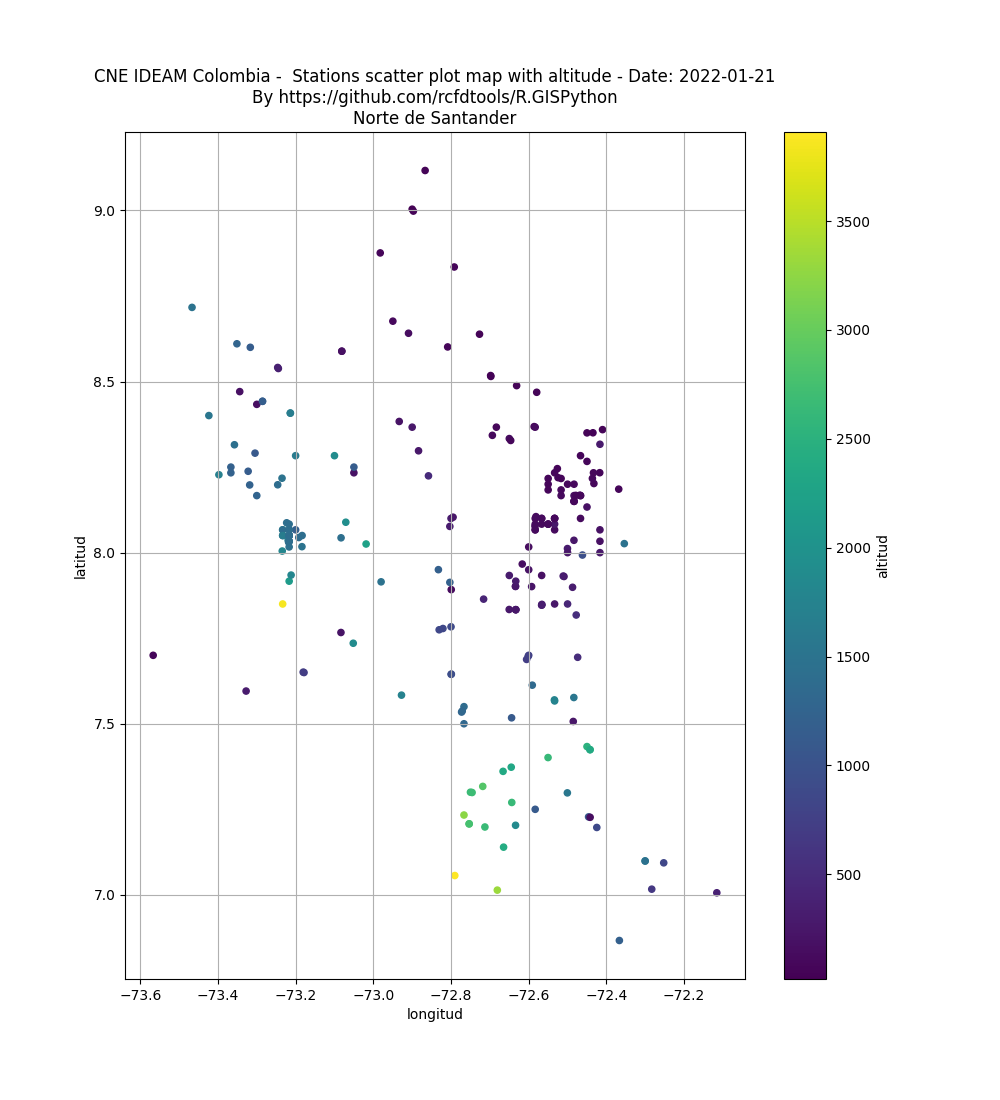 CNE IDEAM Colombia -  Stations scatter plot map with altitude - Date: 2022-01-21
By https://github.com/rcfdtools/R.GISPython
Norte de Santander
9.0
8.5
8.0
7.5
7.0
latitud
−73.6 −73.4 −73.2 −73.0 −72.8 −72.6 −72.4 −72.2
longitud
3500
3000
2500
2000
1500
1000
500
altitud